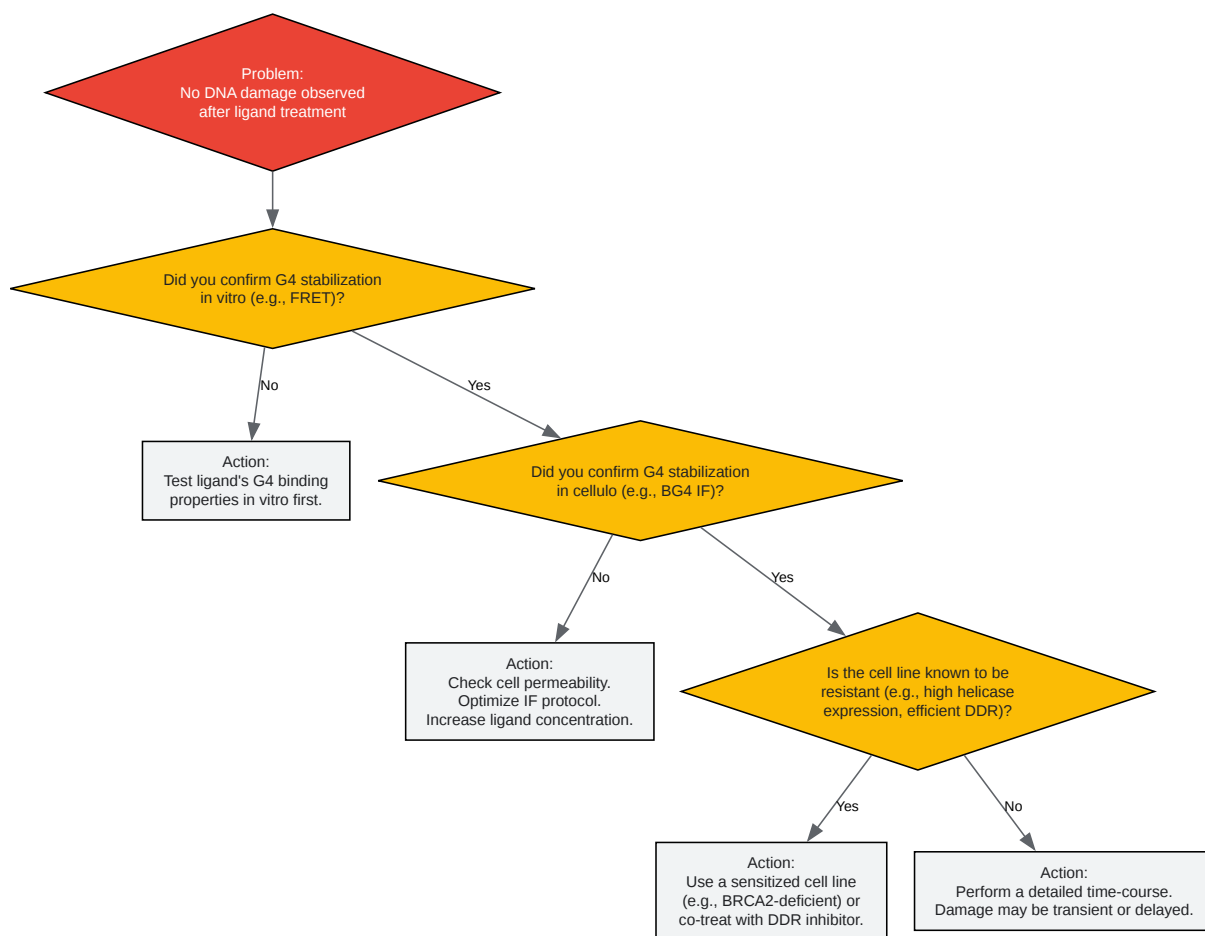 Problem:
No DNA damage observed
after ligand treatment
Did you confirm G4 stabilization
in vitro (e.g., FRET)?
No
Yes
Action:
Test ligand's G4 binding
properties in vitro first.
Did you confirm G4 stabilization
in cellulo (e.g., BG4 IF)?
No
Yes
Action:
Check cell permeability.
Optimize IF protocol.
Increase ligand concentration.
Is the cell line known to be
resistant (e.g., high helicase
expression, efficient DDR)?
Yes
No
Action:
Use a sensitized cell line
(e.g., BRCA2-deficient) or
co-treat with DDR inhibitor.
Action:
Perform a detailed time-course.
Damage may be transient or delayed.